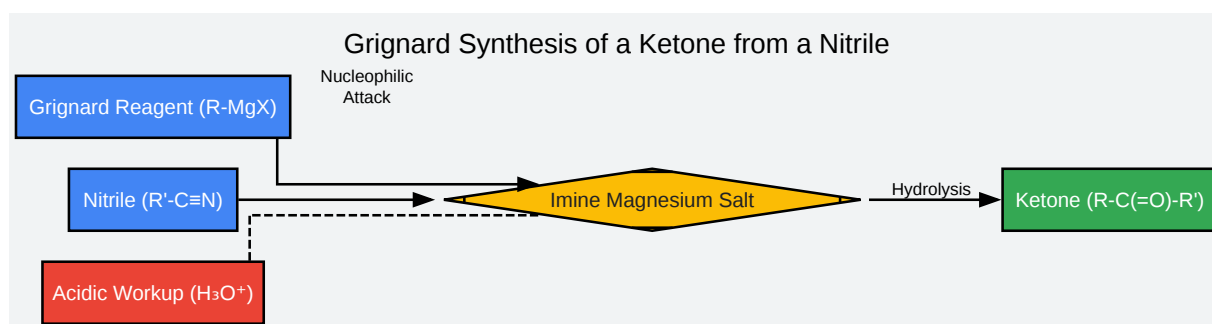 Grignard Synthesis of a Ketone from a Nitrile
Nucleophilic
Attack
Grignard Reagent (R-MgX)
Nitrile (R'-C≡N)
Imine Magnesium Salt
Hydrolysis
Ketone (R-C(=O)-R')
Acidic Workup (H₃O⁺)